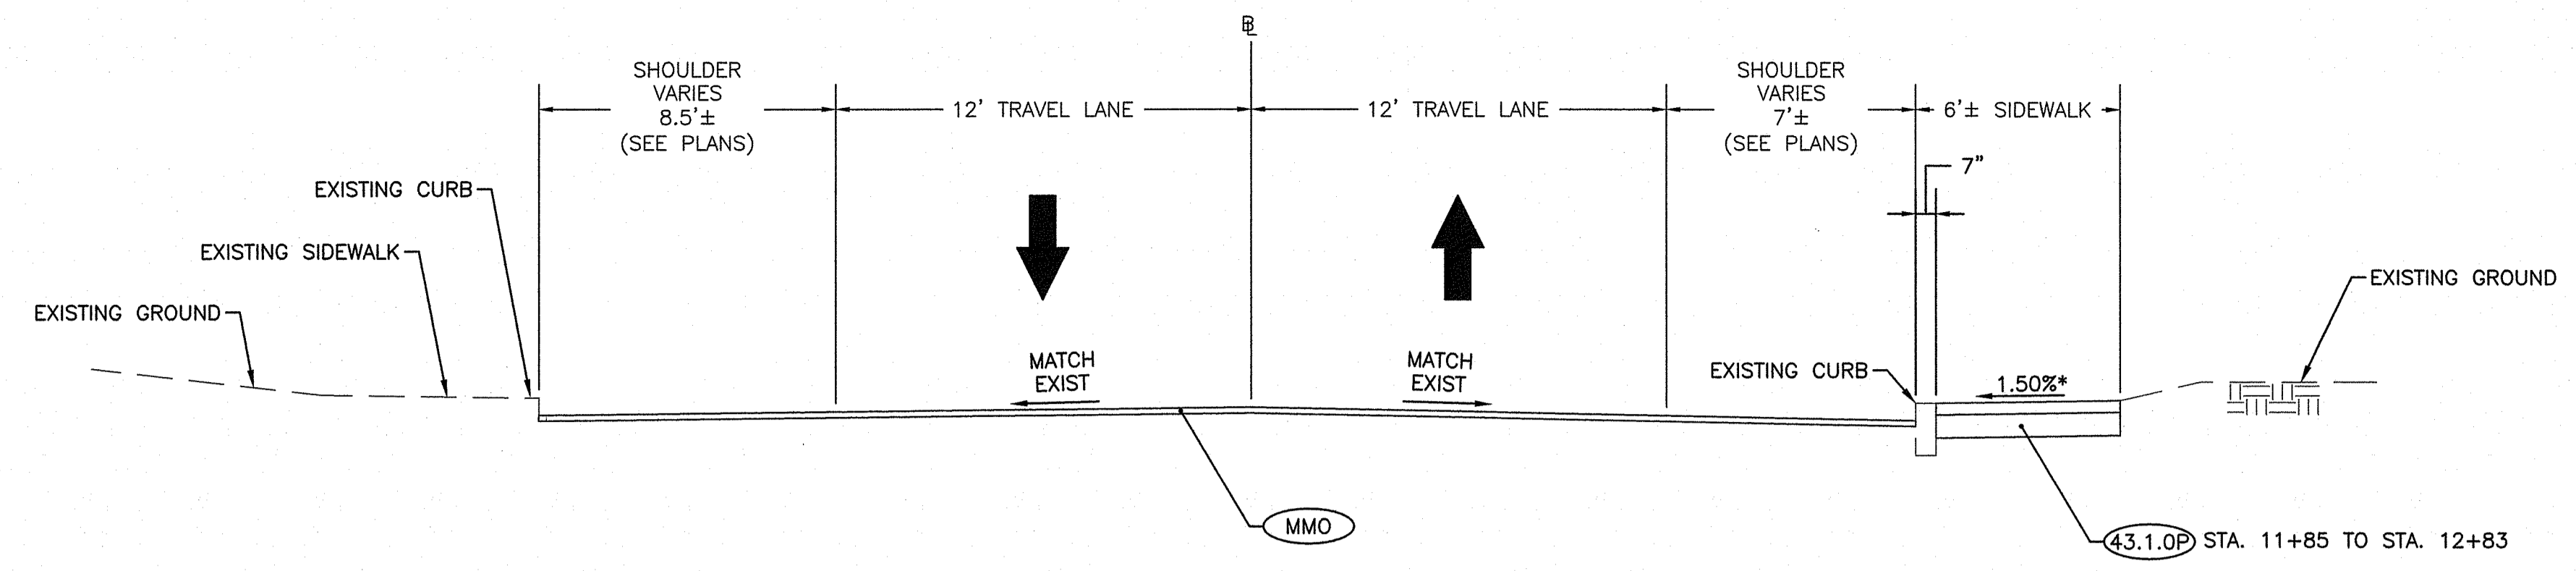 BL
SHOULDER
VARIES
8.5'±
(SEE PLANS)
12' TRAVEL LANE
12' TRAVEL LANE
SHOULDER
VARIES
7'±
(SEE PLANS)
6'± SIDEWALK
7"
EXISTING CURB
EXISTING SIDEWALK
EXISTING GROUND
MATCH
EXIST
MATCH
EXIST
EXISTING CURB
1.50%*
EXISTING GROUND
MMO
43.1.0P STA. 11+85 TO STA. 12+83